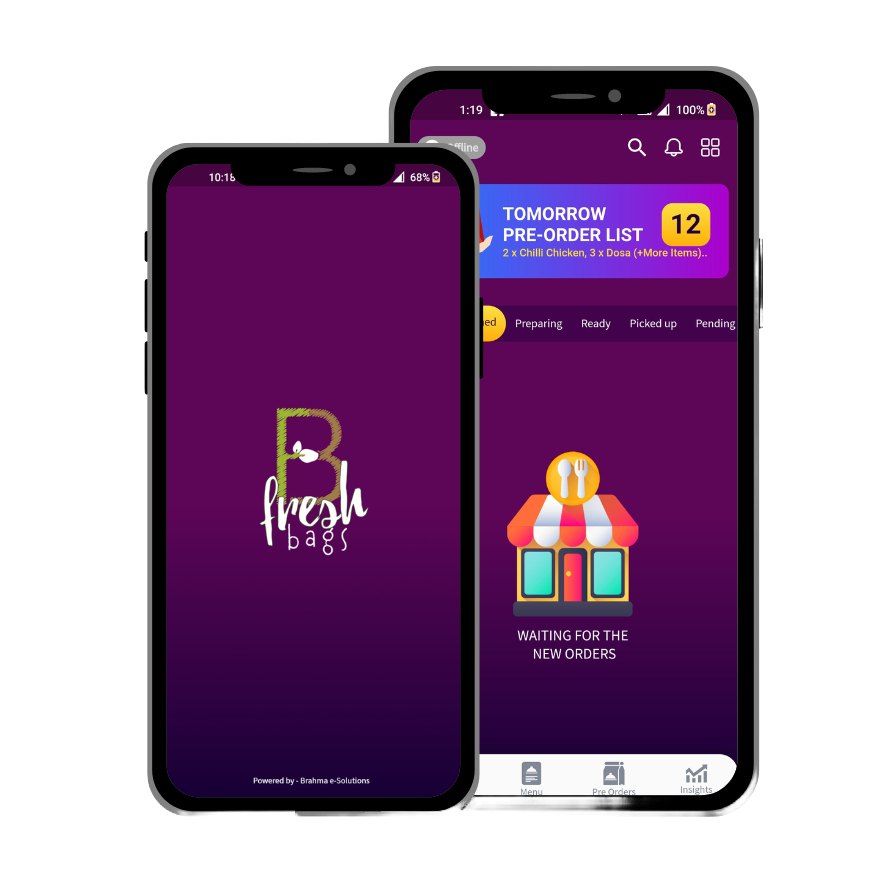 10:18
68%
B
fresh
bags
Powered by - Brahma e-Solutions
1:19
100%
Offline
TOMORROW
PRE-ORDER LIST
12
2 x Chilli Chicken, 3 x Dosa (+More Items)..
Preparing Ready Picked up Pending
WAITING FOR THE
NEW ORDERS
Menu Pre Orders Insights